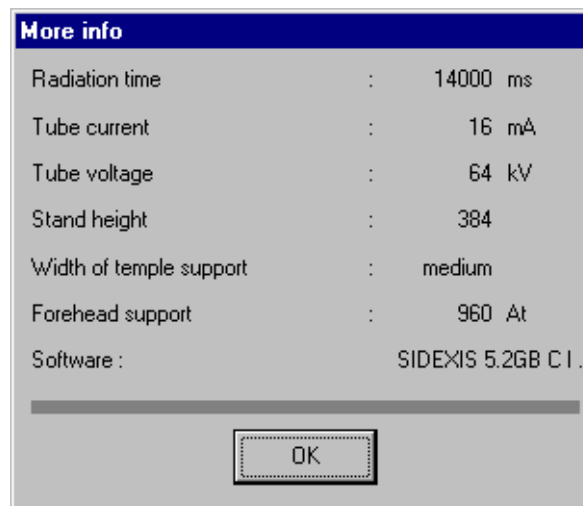 More info
Radiation time : 14000 ms
Tube current : 16 mA
Tube voltage : 64 kV
Stand height : 384
Width of temple support : medium
Forehead support : 960 At
Software : SIDEXIS 5.2GB C I .
OK